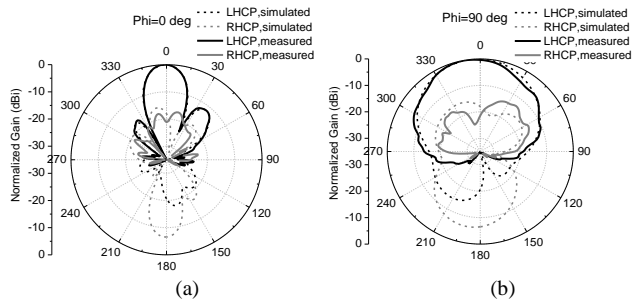 Phi=0 deg
LHCP,simulated
RHCP,simulated
LHCP,measured
RHCP,measured
Normalized Gain (dBi)
0
-10
-20
-30
-30
-20
-10
0
0
30
60
90
120
150
180
210
240
270
300
330
(a)
Phi=90 deg
LHCP,simulated
RHCP,simulated
LHCP,measured
RHCP,measured
Normalized Gain (dBi)
0
-10
-20
-30
-30
-20
-10
0
0
60
90
120
150
180
210
240
270
300
330
(b)